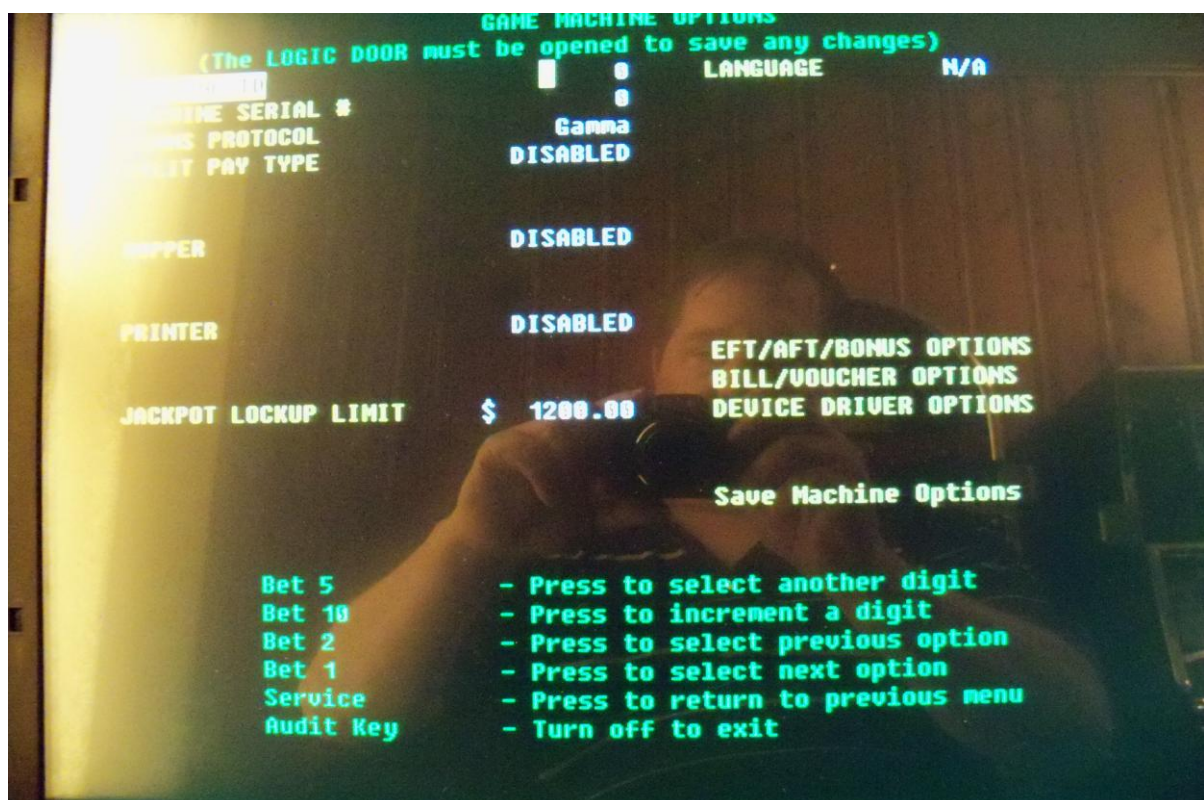 GAME MACHINE OPTIONS
(The LOGIC DOOR must be opened to save any changes)
0 LANGUAGE N/A
SERIAL # 0
PROTOCOL Gamma
PAY TYPE DISABLED
DISABLED
PRINTER DISABLED
EFT/AFT/BONUS OPTIONS
BILL/VOUCHER OPTIONS
JACKPOT LOCKUP LIMIT $ 1200.00 DEVICE DRIVER OPTIONS
Save Machine Options
Bet 5 - Press to select another digit
Bet 10 - Press to increment a digit
Bet 2 - Press to select previous option
Bet 1 - Press to select next option
Service - Press to return to previous menu
Audit Key - Turn off to exit